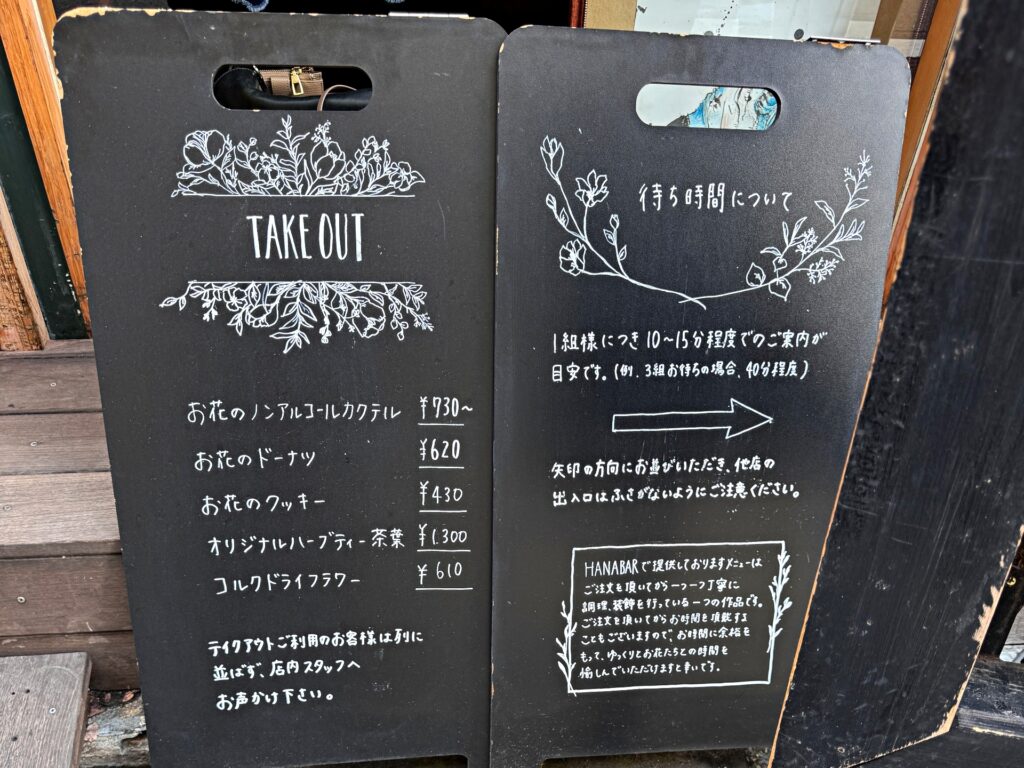 TAKE OUT
お花のノンアルコールカクテル ¥730～
お花のドーナツ ¥620
お花のクッキー ¥430
オリジナルハーブティー茶葉 ¥1.300
コルクドライフラワー ¥610
テイクアウトご利用のお客様は列に
並ばず、店内スタッフへ
お声かけ下さい。
待ち時間について
1組様につき10～15分程度でのご案内が
目安です。(例、3組お待ちの場合、40分程度)
矢印の方向にお並びいただき、他店の
出入口はふさがないようにご注意ください。
HANABARで提供しておりますメニューは
ご注文を頂いてから一つ一つ丁寧に
調理、装飾を行っている一つの作品です。
ご注文を頂いてからお時間を頂戴する
こともございますので、お時間に余裕を
もって、ゆっくりとお花たちとの時間を
愉しんでいただけますと幸いです。